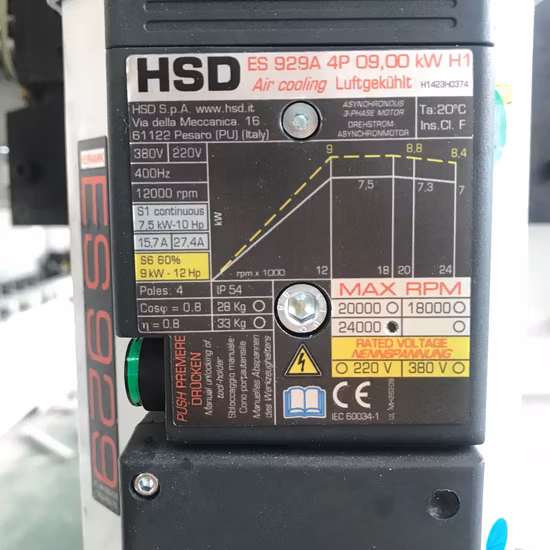 HSD ES 929A 4P 09,00 kW H1
Air cooling Luftgekühlt H1423H0374
HSD S.p.A. www.hsd.it
Via della Meccanica 16
61122 Pesaro (PU) (Italy)
ASYNCHRONOUS
3-PHASE MOTOR
DREHSTROM-
ASYNCHRONMOTOR
Ta:20°C
Ins.Cl. F
380V 220V
400Hz
12000 rpm
S1 continuous
7.5 kW-10 Hp
15,7A 27,4A
S6 60%
9 kW - 12 Hp
kW
9 8,8 8,4
7,5 7,3 7
rpm x 1000 12 18 20 24
Poles: 4 IP 54
Cosφ = 0.8 28 Kg
η = 0.8 33 Kg
MAX RPM
20000 18000
24000
RATED VOLTAGE
NENNSPANNUNG
220 V 380 V
PUSH PREMERE
DRÜCKEN
Manual unlocking of
tool-holder
Sbloccaggio manuale
Cono portautensile
Manuelles Abspannen
des Werkzeughalters
CE
IEC 60034-1
ES 929